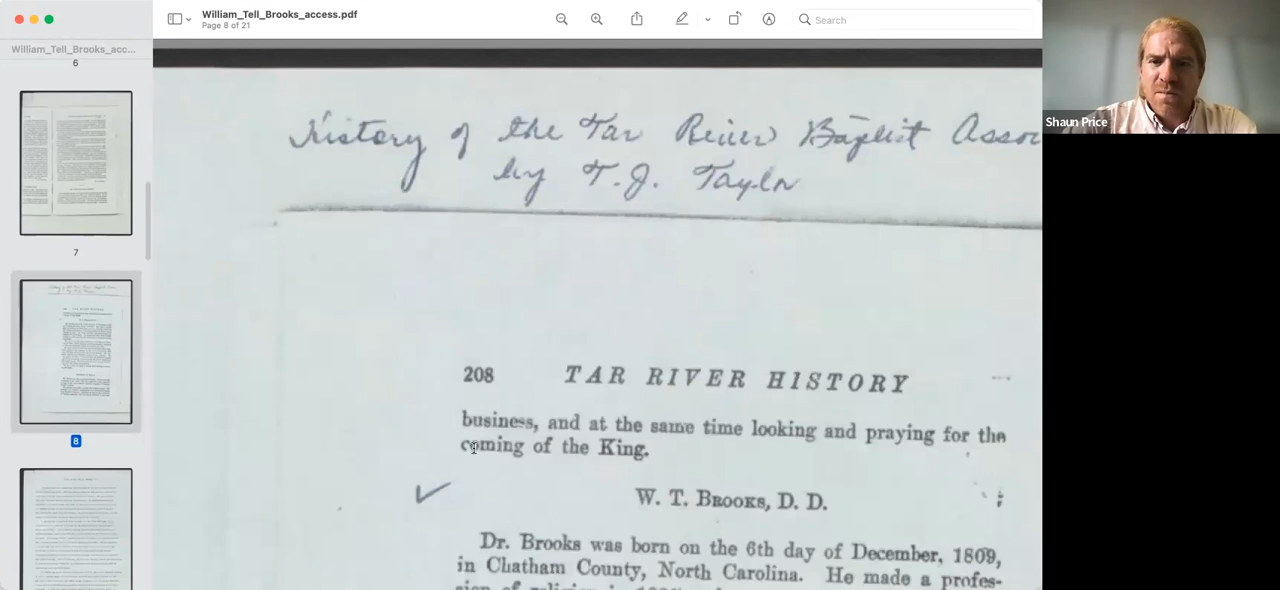 William_Tell_Brooks_access.pdf
Page 8 of 21
Search
William_Tell_Brooks_acc...
6
7
8
History of the Tar River Baptist Assoc
by T.J. Taylor
208 TAR RIVER HISTORY
business, and at the same time looking and praying for the
coming of the King.
W. T. BROOKS, D. D.
Dr. Brooks was born on the 6th day of December, 1809,
in Chatham County, North Carolina. He made a profes-
Shaun Price